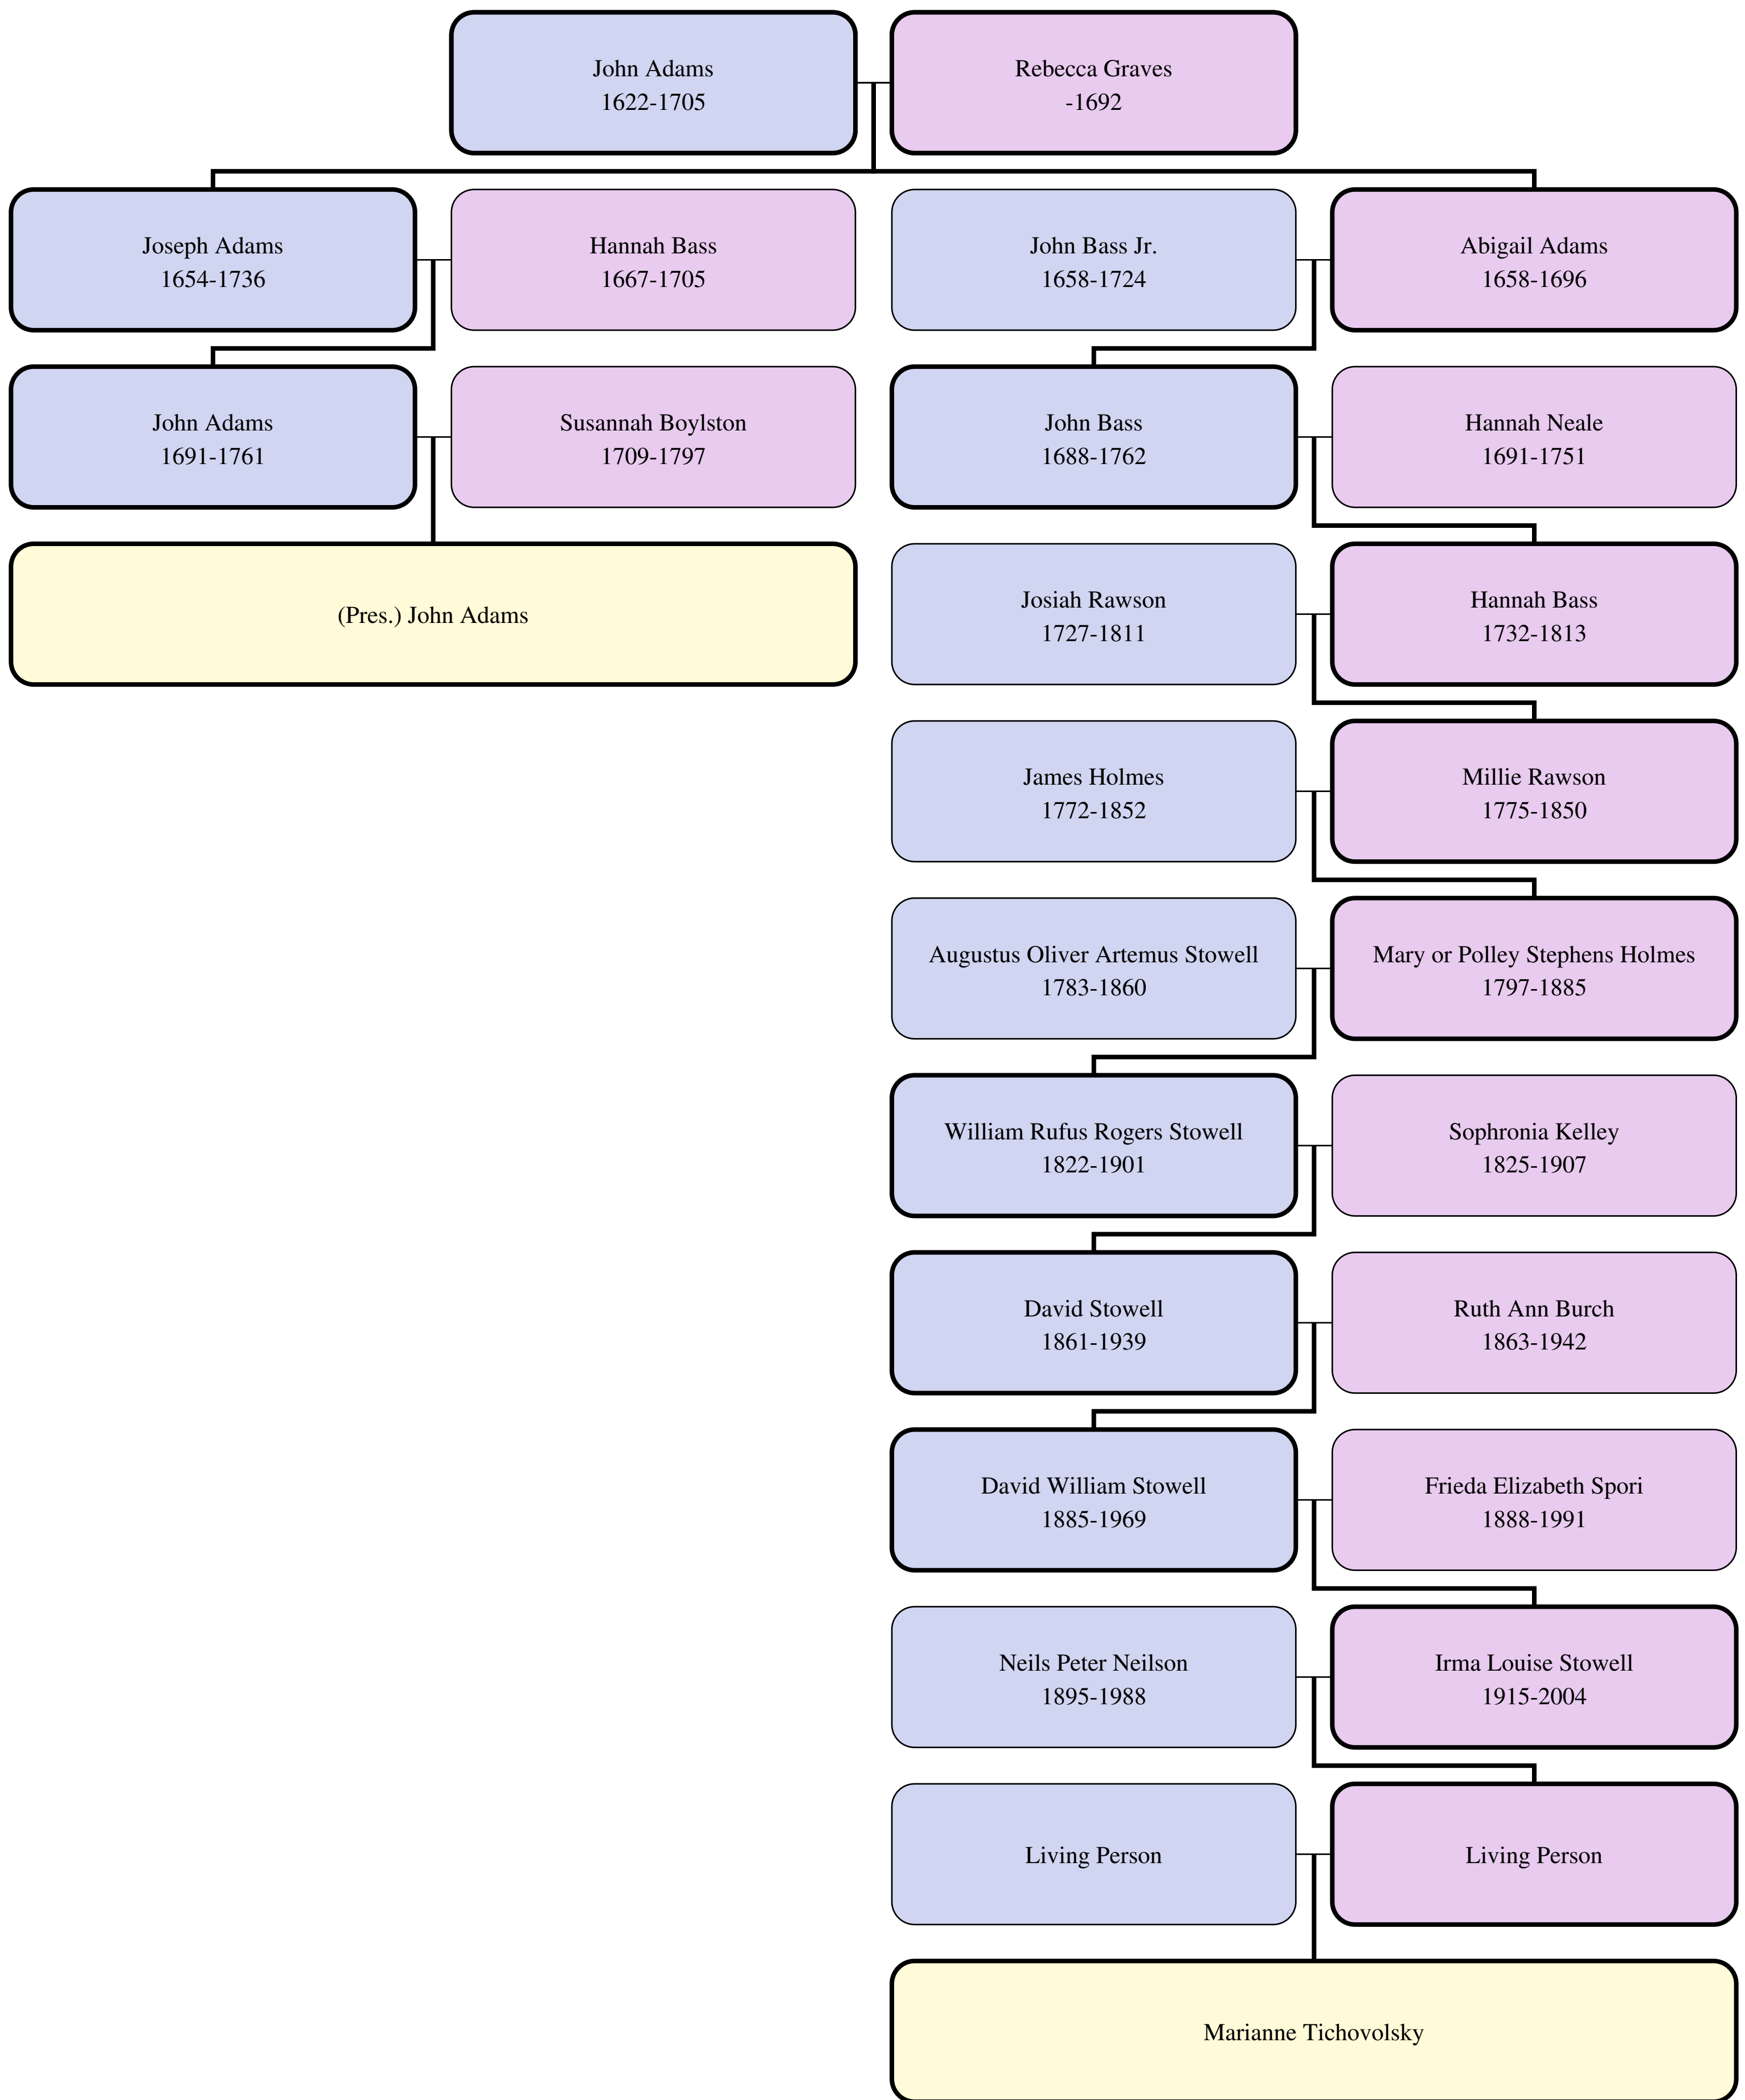 John Adams
1622-1705
Rebecca Graves
-1692
Joseph Adams
1654-1736
Hannah Bass
1667-1705
John Bass Jr.
1658-1724
Abigail Adams
1658-1696
John Adams
1691-1761
Susannah Boylston
1709-1797
John Bass
1688-1762
Hannah Neale
1691-1751
(Pres.) John Adams
Josiah Rawson
1727-1811
Hannah Bass
1732-1813
James Holmes
1772-1852
Millie Rawson
1775-1850
Augustus Oliver Artemus Stowell
1783-1860
Mary or Polley Stephens Holmes
1797-1885
William Rufus Rogers Stowell
1822-1901
Sophronia Kelley
1825-1907
David Stowell
1861-1939
Ruth Ann Burch
1863-1942
David William Stowell
1885-1969
Frieda Elizabeth Spori
1888-1991
Neils Peter Neilson
1895-1988
Irma Louise Stowell
1915-2004
Living Person
Living Person
Marianne Tichovolsky